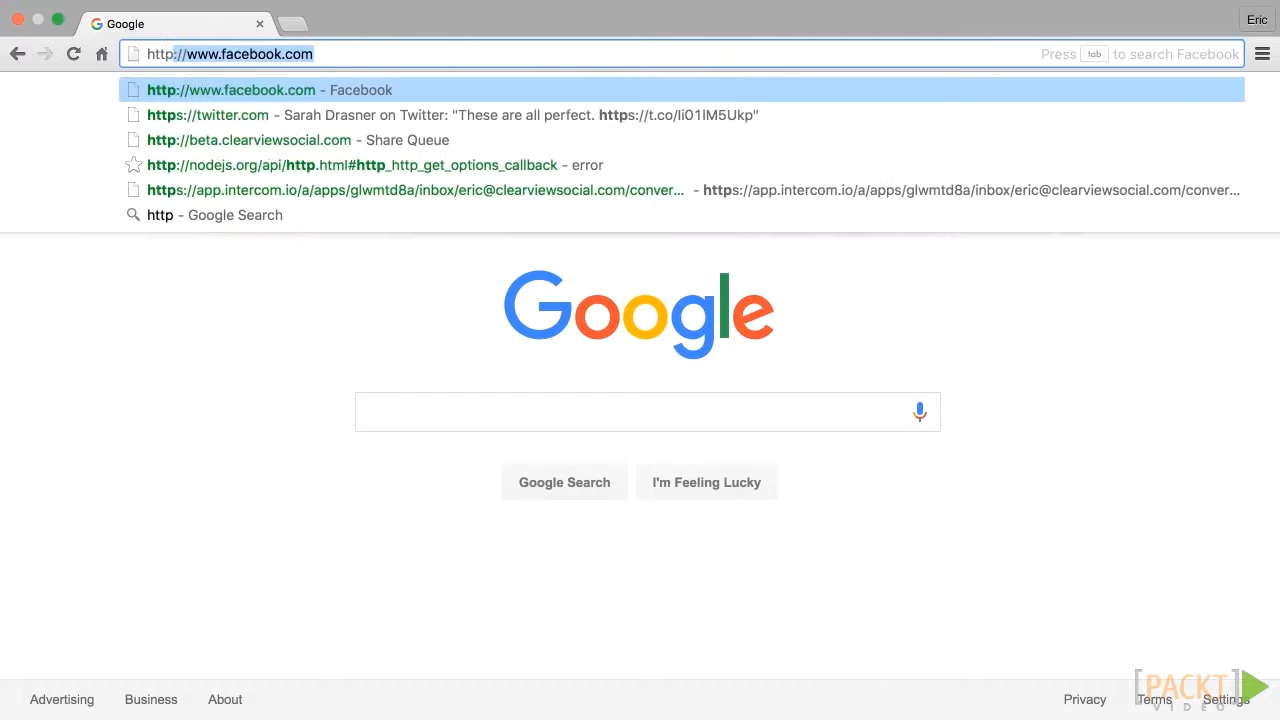 Google
Eric
http://www.facebook.com
Press tab to search Facebook
http://www.facebook.com - Facebook
https://twitter.com - Sarah Drasner on Twitter: "These are all perfect. https://t.co/li01lM5Ukp"
http://beta.clearviewsocial.com - Share Queue
http://nodejs.org/api/http.html#http_http_get_options_callback - error
https://app.intercom.io/a/apps/glwmtd8a/inbox/eric@clearviewsocial.com/conver... - https://app.intercom.io/a/apps/glwmtd8a/inbox/eric@clearviewsocial.com/conver...
http - Google Search
Google
Google Search
I'm Feeling Lucky
Advertising Business About
Privacy Terms Settings
PACKT
VIDEO